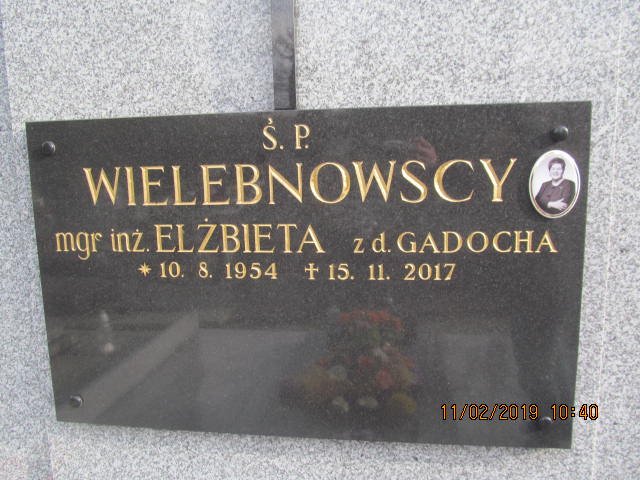 Ś. P.
WIELEBNOWSCY
mgr inż. ELŻBIETA z d. GADOCHA
✶ 10. 8. 1954 ✝ 15. 11. 2017
11/02/2019 10:40